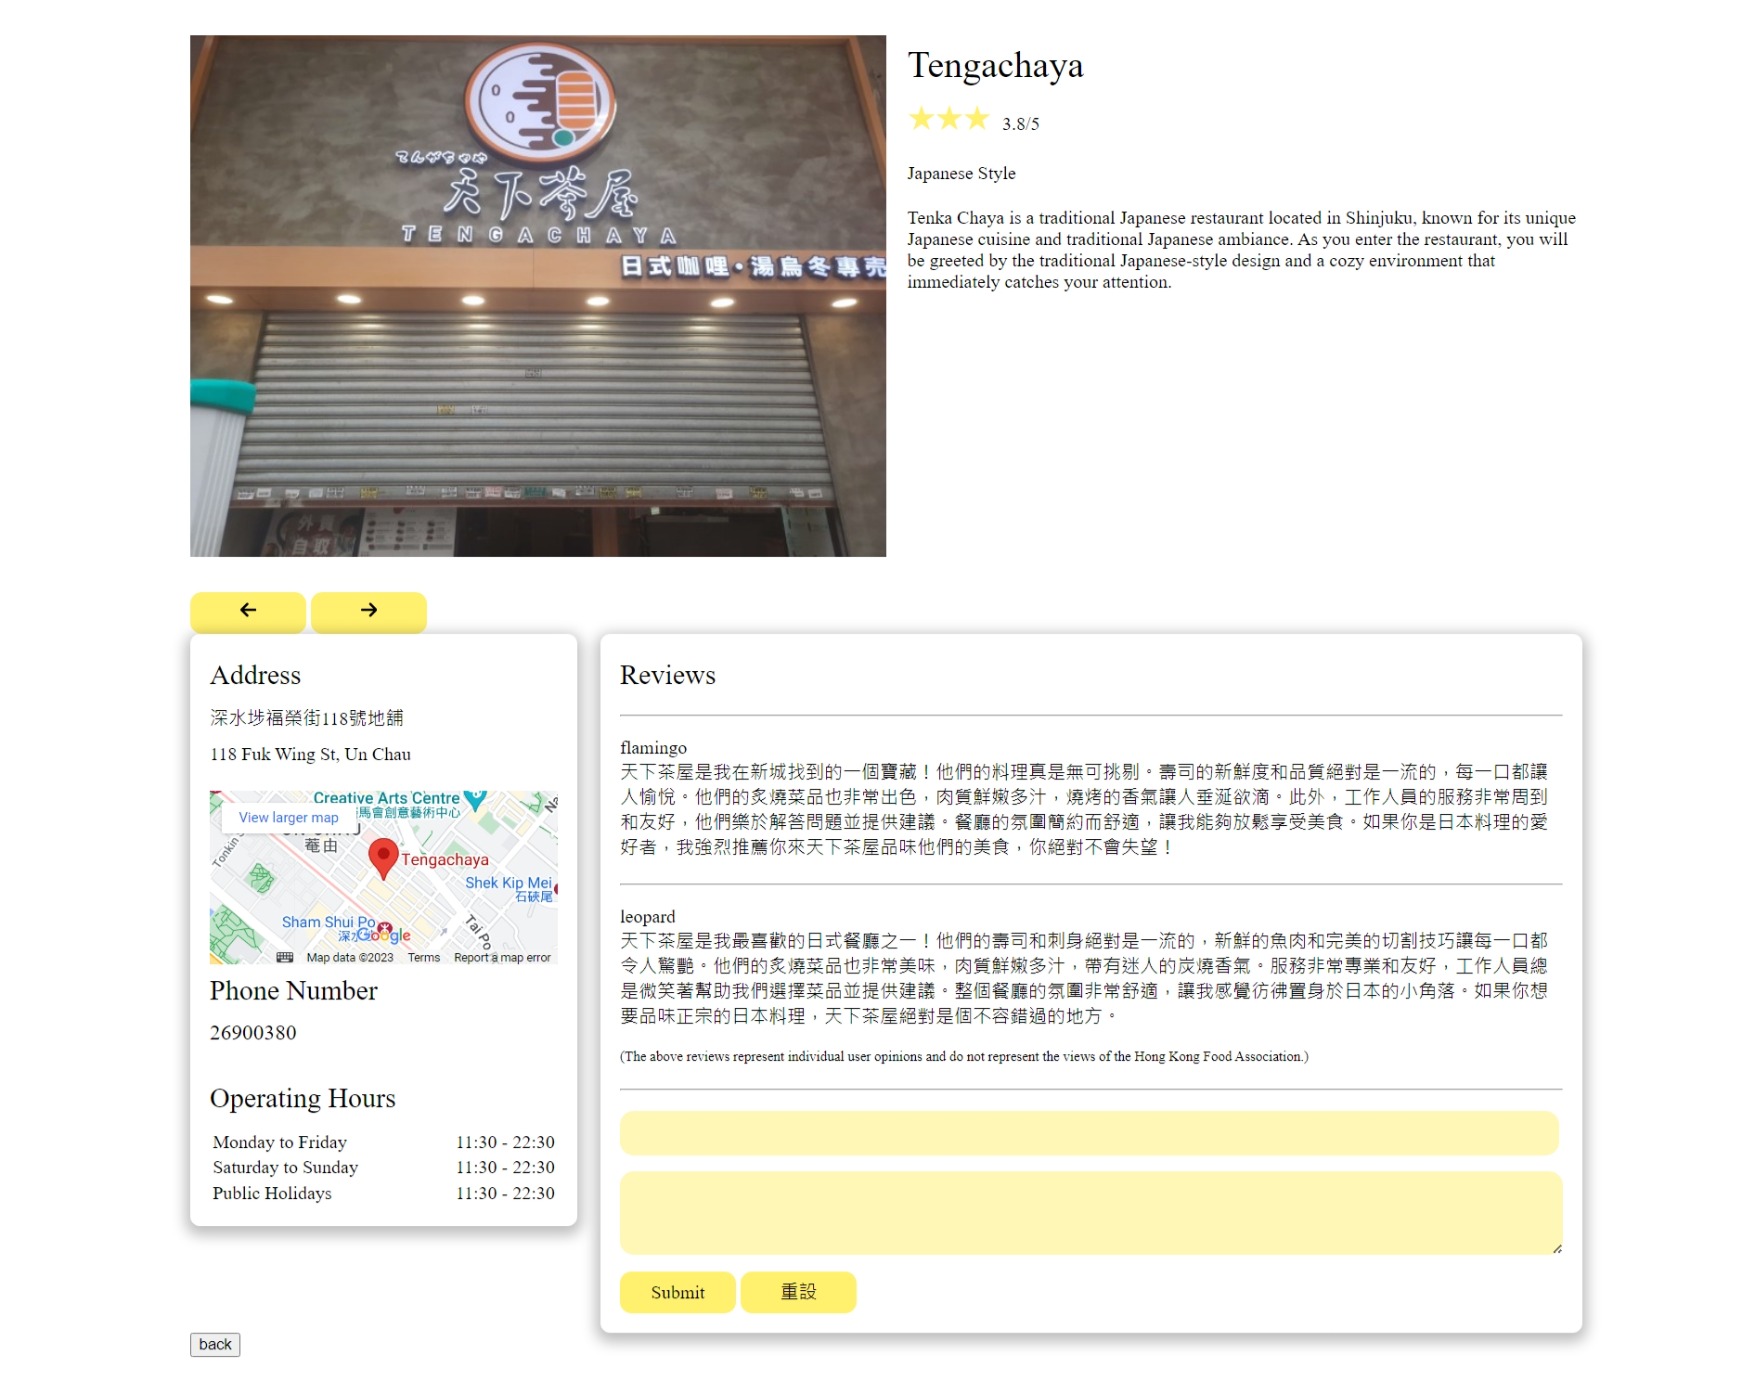 てんがちゃや
天下茶屋
TENGACHAYA
日式咖哩•湯烏冬專売
外賣
自取
Tengachaya
★★★ 3.8/5
Japanese Style
Tenka Chaya is a traditional Japanese restaurant located in Shinjuku, known for its unique
Japanese cuisine and traditional Japanese ambiance. As you enter the restaurant, you will
be greeted by the traditional Japanese-style design and a cozy environment that
immediately catches your attention.
Address
深水埗福榮街118號地舖
118 Fuk Wing St, Un Chau
Creative Arts Centre
馬會創意藝術中心
View larger map
菴由
Tonkin
Tengachaya
Shek Kip Mei
石硤尾
Sham Shui Po
Google
Tai Po
Map data ©2023 Terms Report a map error
Phone Number
26900380
Operating Hours
Monday to Friday 11:30 - 22:30
Saturday to Sunday 11:30 - 22:30
Public Holidays 11:30 - 22:30
Reviews
flamingo
天下茶屋是我在新城找到的一個寶藏！他們的料理真是無可挑剔。壽司的新鮮度和品質絕對是一流的，每一口都讓
人愉悅。他們的炙燒菜品也非常出色，肉質鮮嫩多汁，燒烤的香氣讓人垂涎欲滴。此外，工作人員的服務非常周到
和友好，他們樂於解答問題並提供建議。餐廳的氛圍簡約而舒適，讓我能夠放鬆享受美食。如果你是日本料理的愛
好者，我強烈推薦你來天下茶屋品味他們的美食，你絕對不會失望！
leopard
天下茶屋是我最喜歡的日式餐廳之一！他們的壽司和刺身絕對是一流的，新鮮的魚肉和完美的切割技巧讓每一口都
令人驚艷。他們的炙燒菜品也非常美味，肉質鮮嫩多汁，帶有迷人的炭燒香氣。服務非常專業和友好，工作人員總
是微笑著幫助我們選擇菜品並提供建議。整個餐廳的氛圍非常舒適，讓我感覺彷彿置身於日本的小角落。如果你想
要品味正宗的日本料理，天下茶屋絕對是個不容錯過的地方。
(The above reviews represent individual user opinions and do not represent the views of the Hong Kong Food Association.)
Submit
重設
back